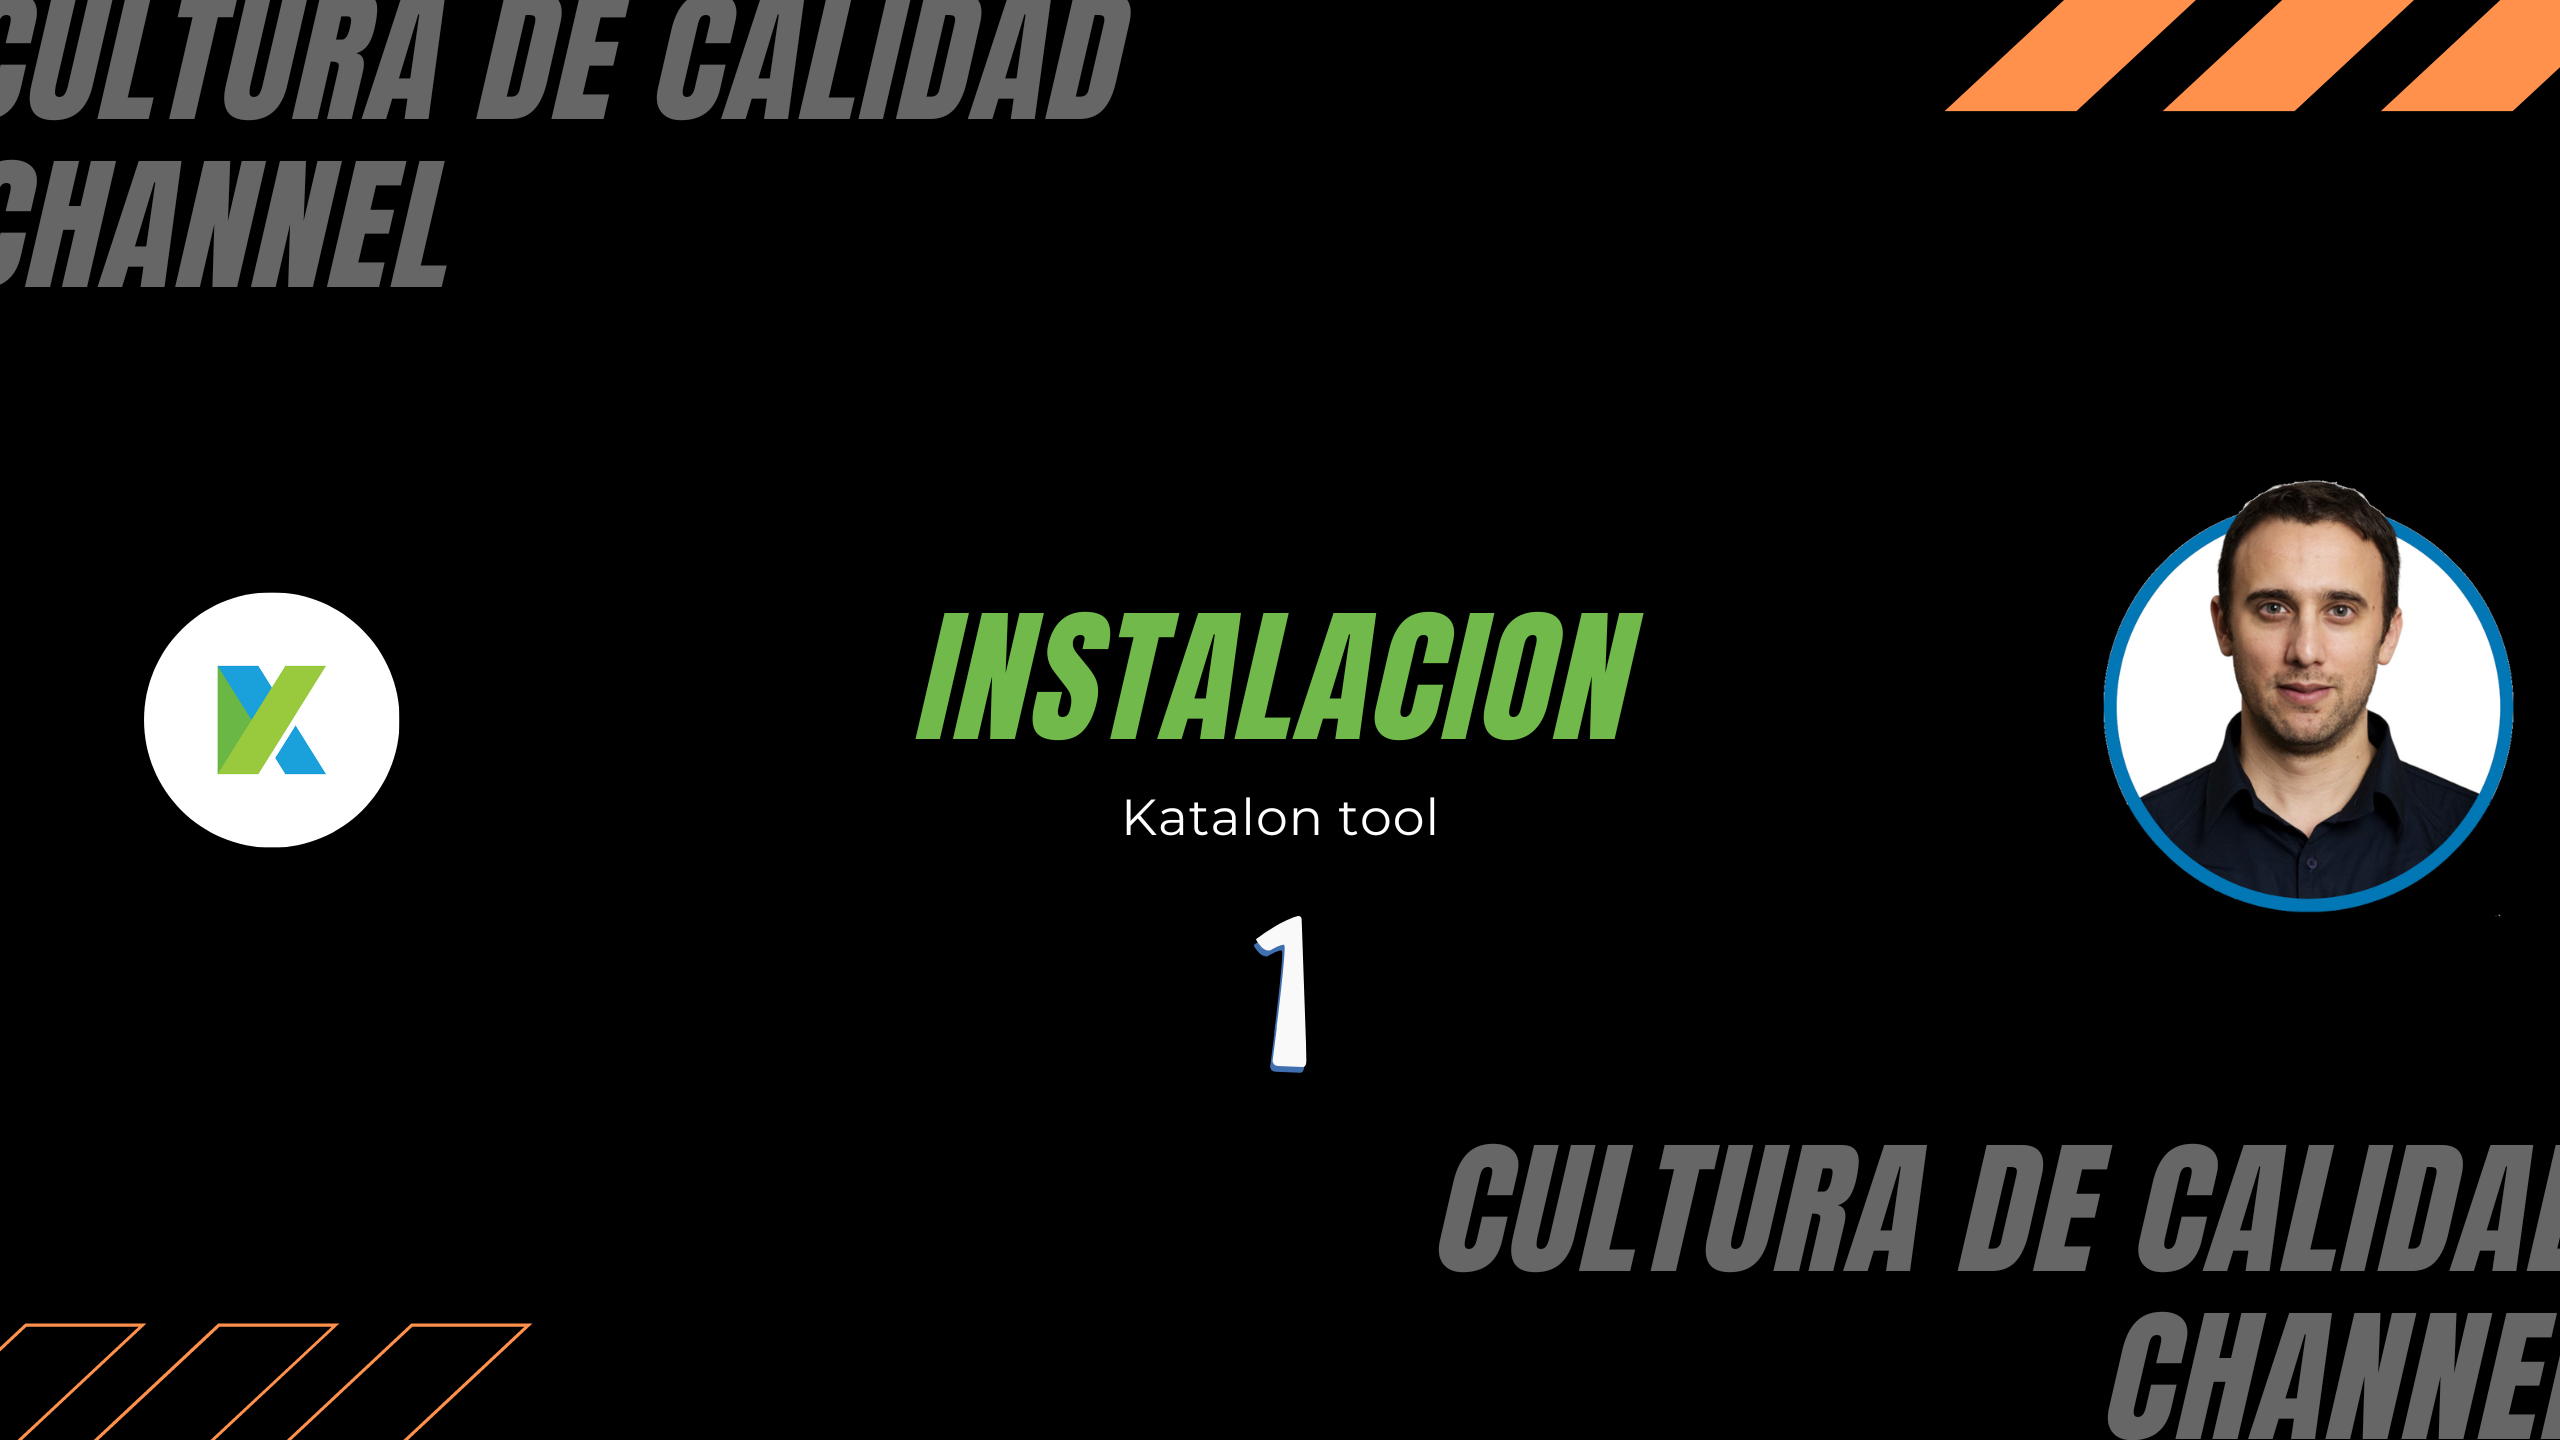 CULTURA DE CALIDAD
CHANNEL
INSTALACION
Katalon tool
1
CULTURA DE CALIDAD
CHANNEL